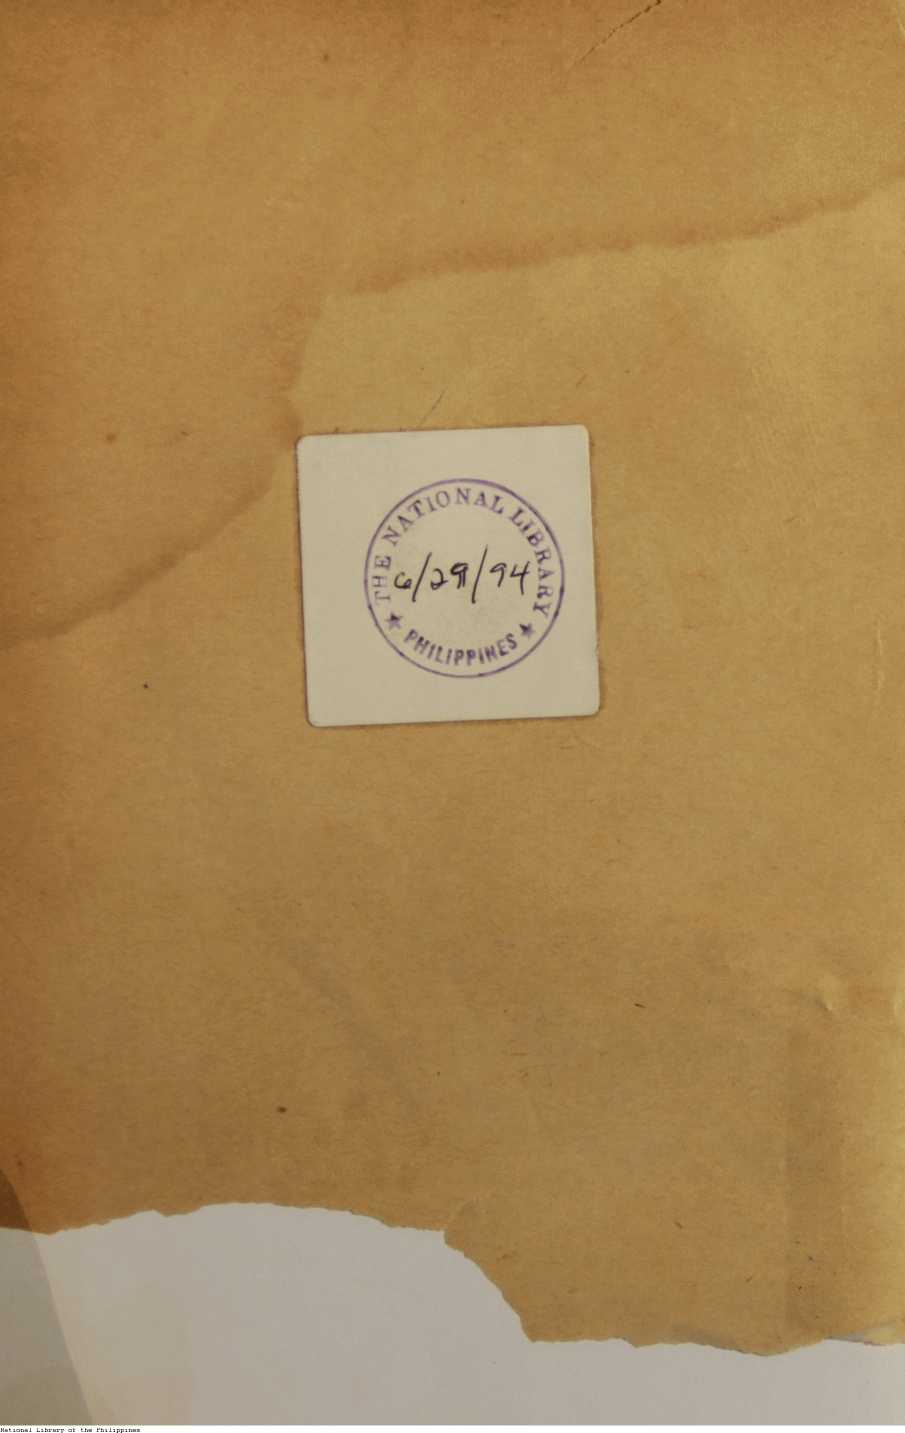 THE NATIONAL LIBRARY
6/29/94
★ PHILIPPINES ★
National Library of the Philippines